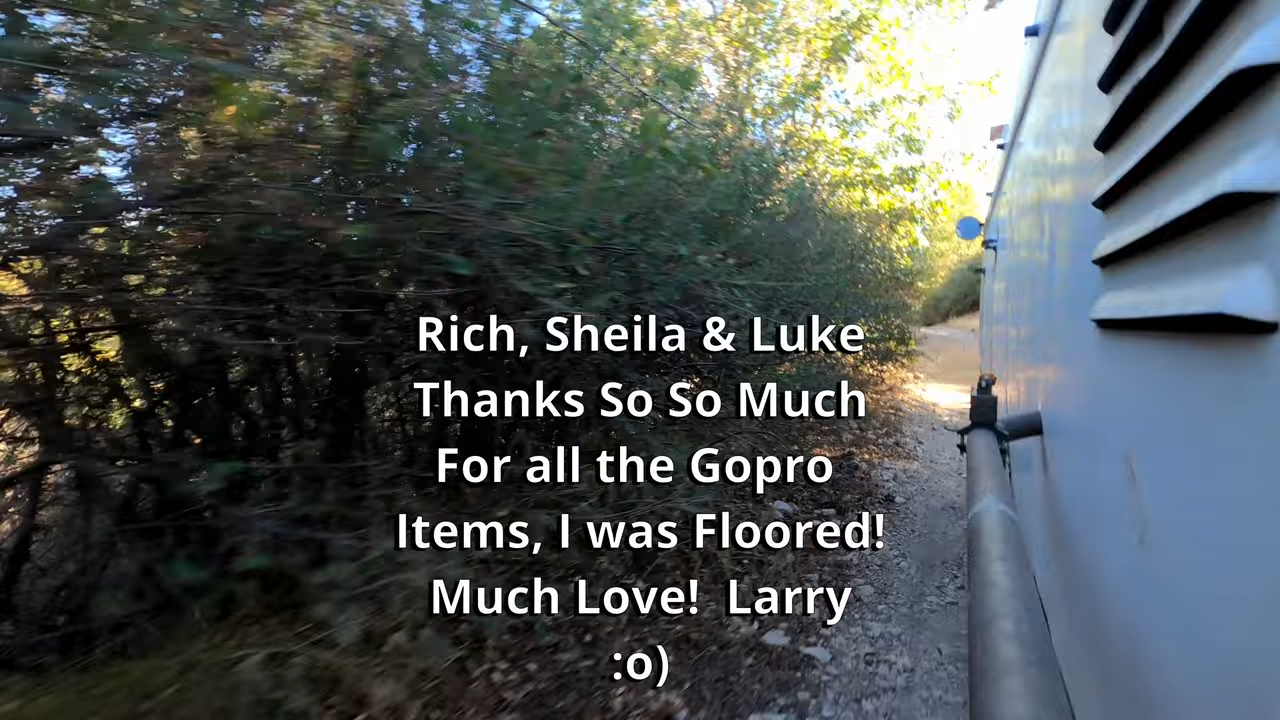 Rich, Sheila & Luke
Thanks So So Much
For all the Gopro
Items, I was Floored!
Much Love!  Larry
:o)